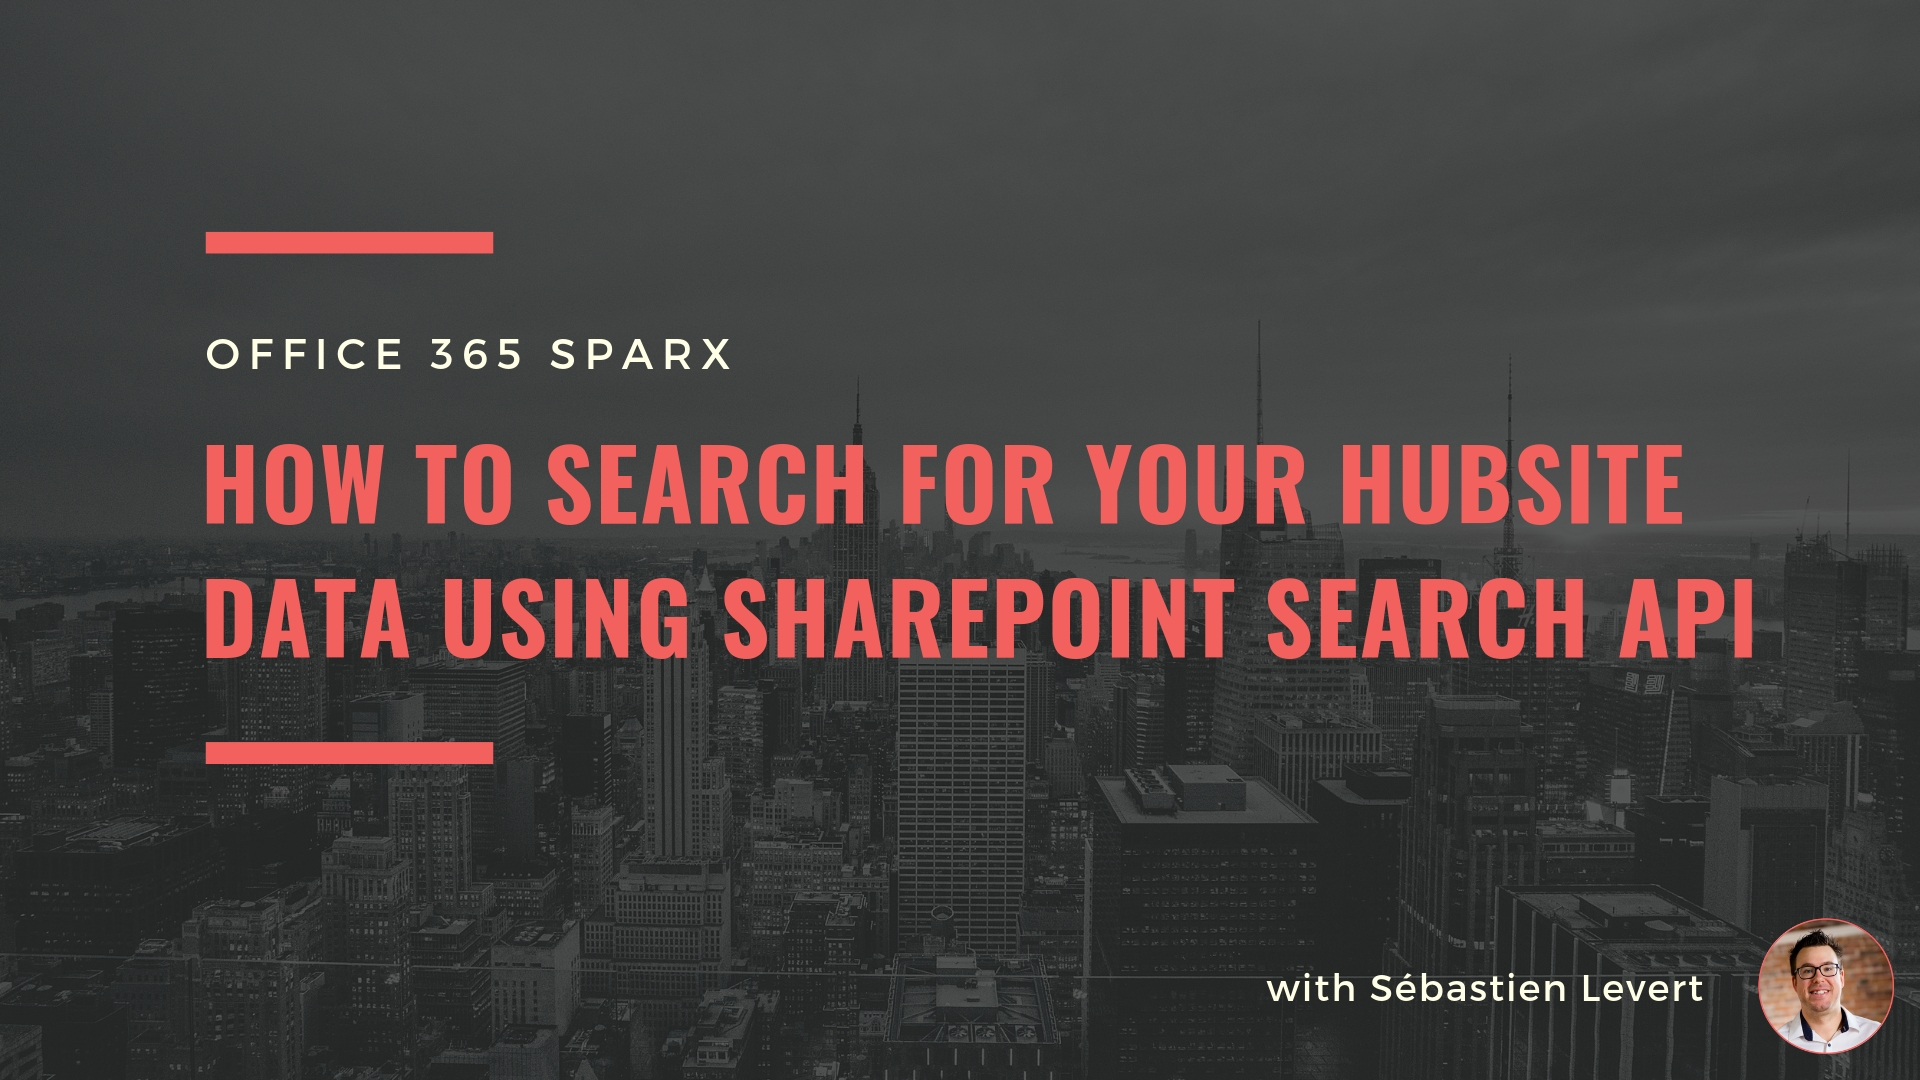 OFFICE 365 SPARX
HOW TO SEARCH FOR YOUR HUBSITE
DATA USING SHAREPOINT SEARCH API
with Sébastien Levert